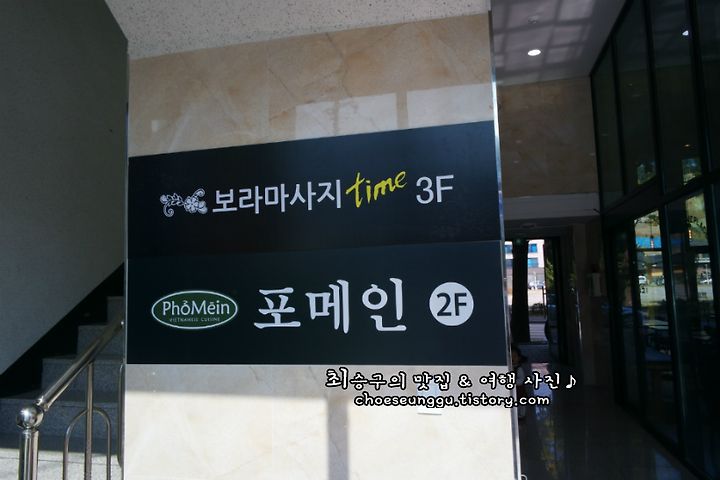 보라마사지 time 3F
PhỏMēin
VIETNAMESE CUISINE
포메인 2F
최승구의 맛집 & 여행 사진♪
choeseunggu.tistory.com